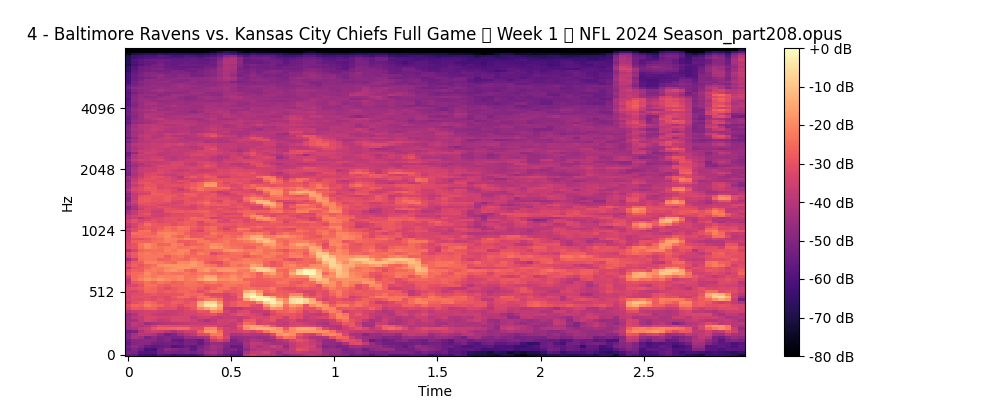 4 - Baltimore Ravens vs. Kansas City Chiefs Full Game ▯ Week 1 ▯ NFL 2024 Season_part208.opus
+0 dB
-10 dB
-20 dB
-30 dB
-40 dB
-50 dB
-60 dB
-70 dB
-80 dB
4096
2048
1024
512
0
Hz
0
0.5
1
1.5
2
2.5
Time